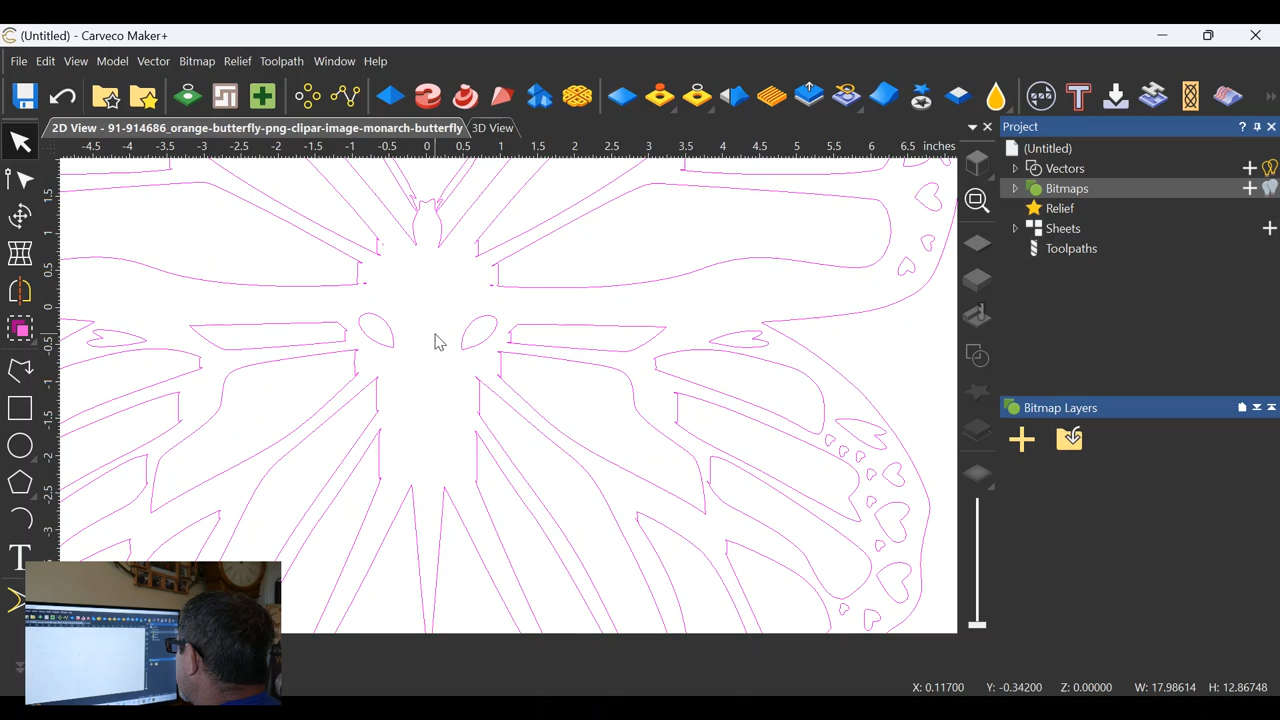 (Untitled) - Carveco Maker+
File Edit View Model Vector Bitmap Relief Toolpath Window Help
2D View - 91-914686_orange-butterfly-png-clipar-image-monarch-butterfly 3D View
-4.5 -4 -3.5 -3 -2.5 -2 -1.5 -1 -0.5 0 0.5 1 1.5 2 2.5 3 3.5 4 4.5 5 5.5 6 6.5 inches
1.5
1
0.5
0
-0.5
-1
-1.5
-2
-2.5
-3
Project
(Untitled)
Vectors
Bitmaps
Relief
Sheets
Toolpaths
Bitmap Layers
X: 0.11700 Y: -0.34200 Z: 0.00000 W: 17.98614 H: 12.86748